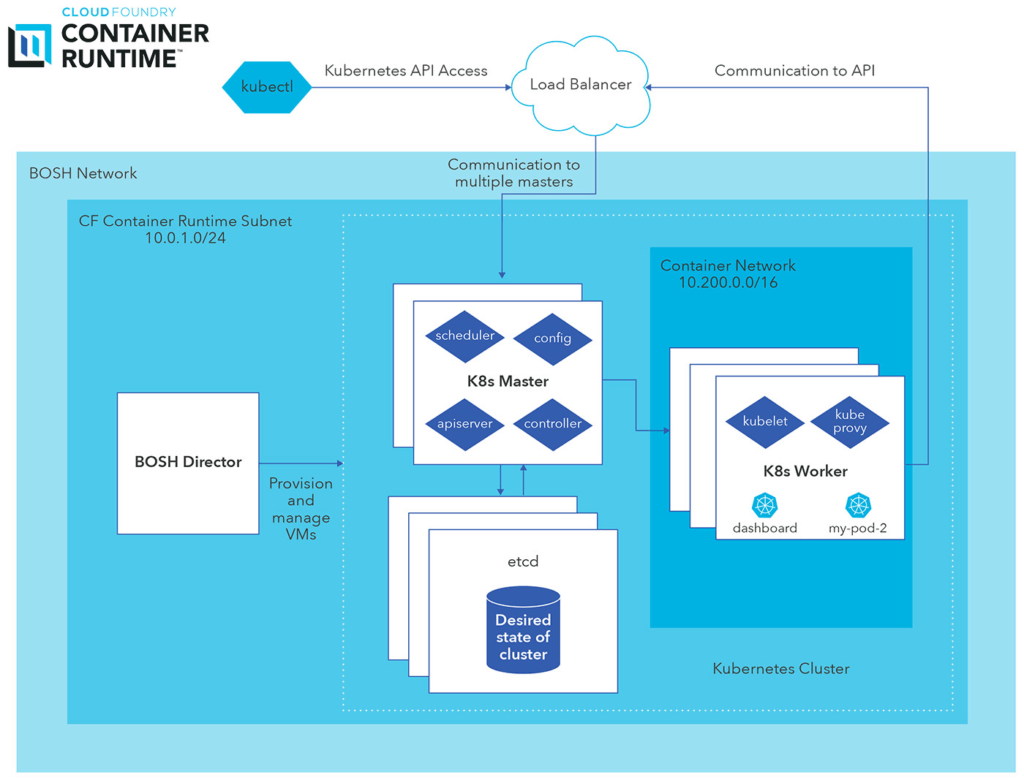 CLOUD FOUNDRY
CONTAINER
RUNTIME™
kubectl
Kubernetes API Access
Load Balancer
Communication to API
BOSH Network
Communication to
multiple masters
CF Container Runtime Subnet
10.0.1.0/24
Container Network
10.200.0.0/16
scheduler
config
K8s Master
apiserver
controller
kubelet
kube
provy
K8s Worker
dashboard
my-pod-2
BOSH Director
Provision
and
manage
VMs
etcd
Desired
state of
cluster
Kubernetes Cluster